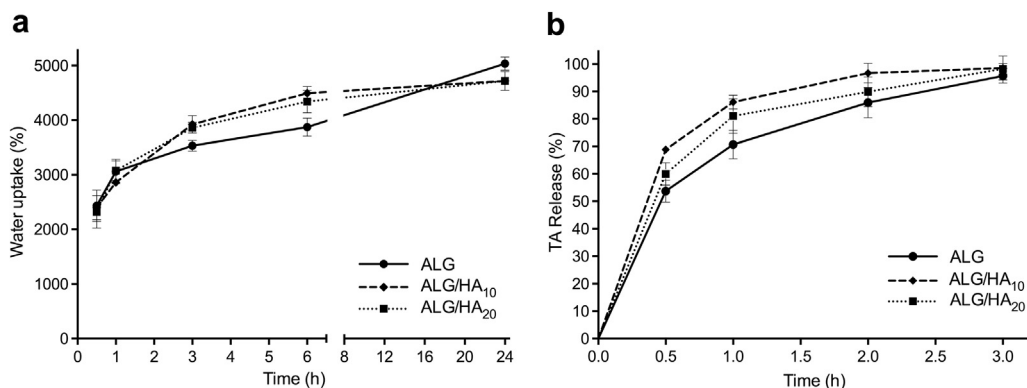 a
Water uptake (%)
5000
4000
3000
2000
1000
0
0 1 2 3 4 5 6 8 12 16 20 24
Time (h)
ALG
ALG/HA10
ALG/HA20
b
TA Release (%)
100
90
80
70
60
50
40
30
20
10
0
0.0 0.5 1.0 1.5 2.0 2.5 3.0
Time (h)
ALG
ALG/HA10
ALG/HA20